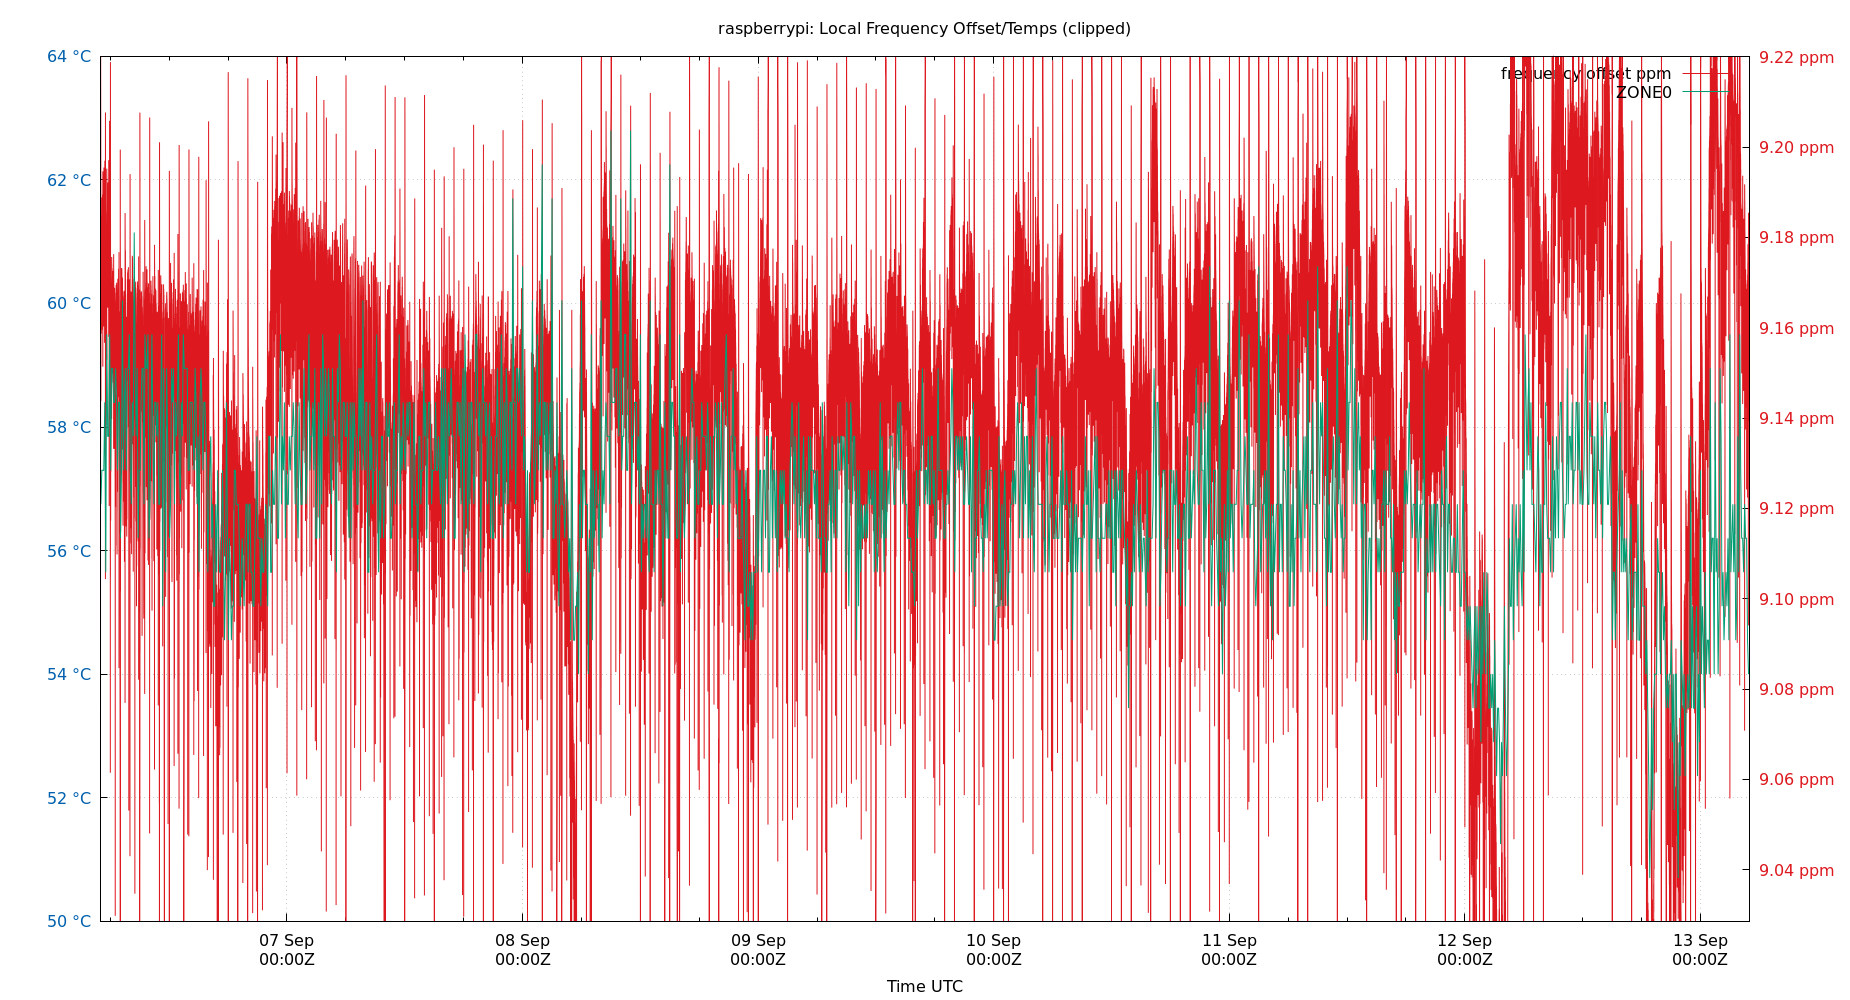 raspberrypi: Local Frequency Offset/Temps (clipped)
64 °C
62 °C
60 °C
58 °C
56 °C
54 °C
52 °C
50 °C
9.22 ppm
9.20 ppm
9.18 ppm
9.16 ppm
9.14 ppm
9.12 ppm
9.10 ppm
9.08 ppm
9.06 ppm
9.04 ppm
frequency offset ppm
ZONE0
07 Sep
00:00Z
08 Sep
00:00Z
09 Sep
00:00Z
10 Sep
00:00Z
11 Sep
00:00Z
12 Sep
00:00Z
13 Sep
00:00Z
Time UTC